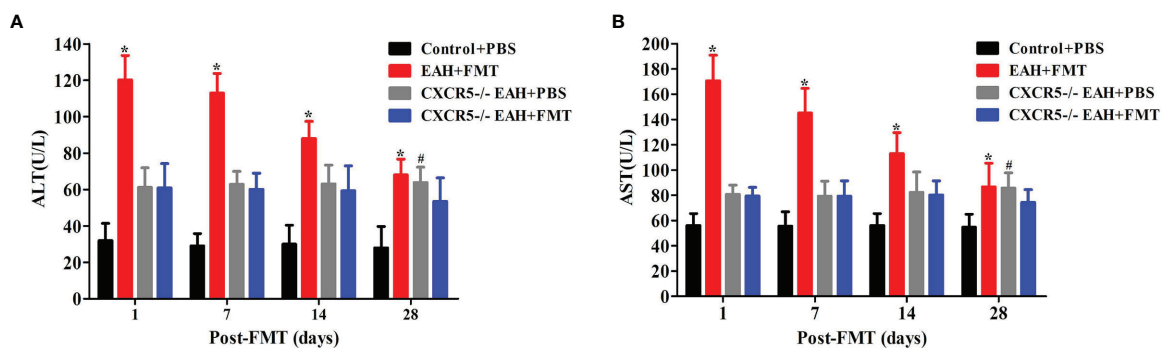 A
ALT(U/L)
140
120
100
80
60
40
20
0
*
*
*
*
#
Control+PBS
EAH+FMT
CXCR5-/- EAH+PBS
CXCR5-/- EAH+FMT
1
7
14
28
Post-FMT (days)
B
AST(U/L)
200
180
160
140
120
100
80
60
40
20
0
*
*
*
*
#
Control+PBS
EAH+FMT
CXCR5-/- EAH+PBS
CXCR5-/- EAH+FMT
1
7
14
28
Post-FMT (days)